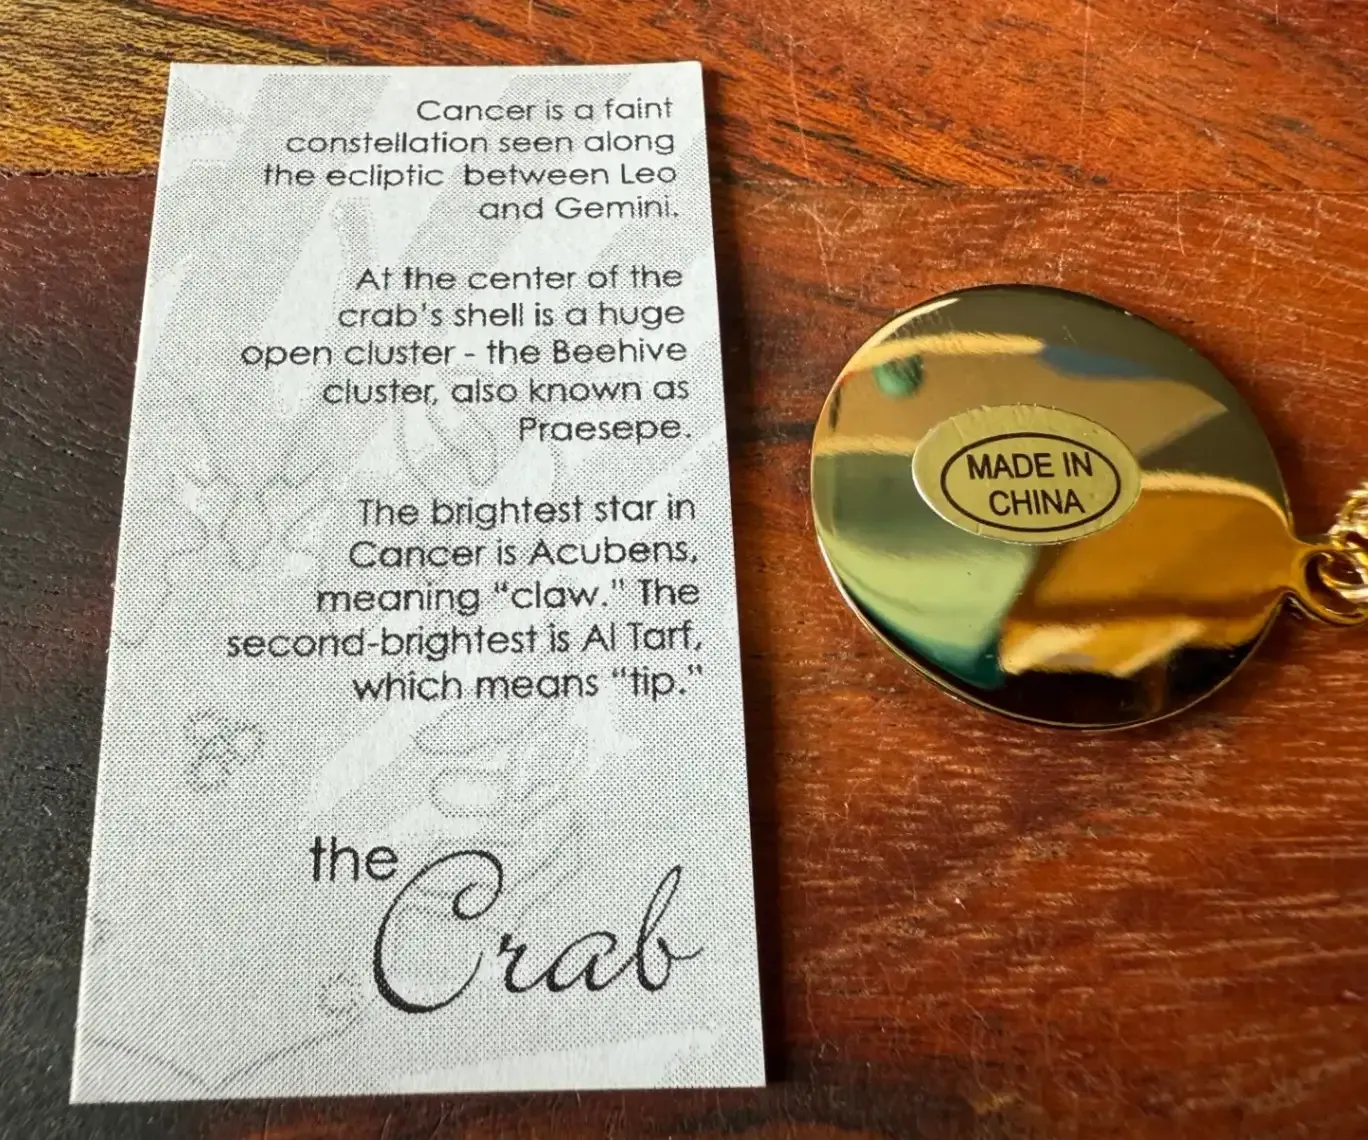 Cancer is a faint
constellation seen along
the ecliptic between Leo
and Gemini.
At the center of the
crab's shell is a huge
open cluster - the Beehive
cluster, also known as
Praesepe.
The brightest star in
Cancer is Acubens,
meaning "claw." The
second-brightest is Al Tarf,
which means "tip."
the
Crab
MADE IN
CHINA